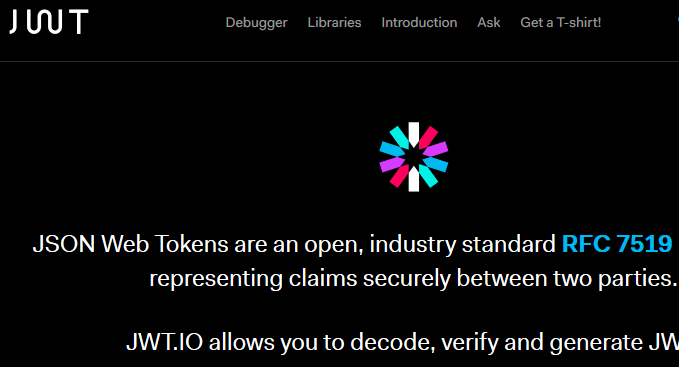 JWT
Debugger Libraries Introduction Ask Get a T-shirt!
JSON Web Tokens are an open, industry standard RFC 7519
representing claims securely between two parties.
JWT.IO allows you to decode, verify and generate JW